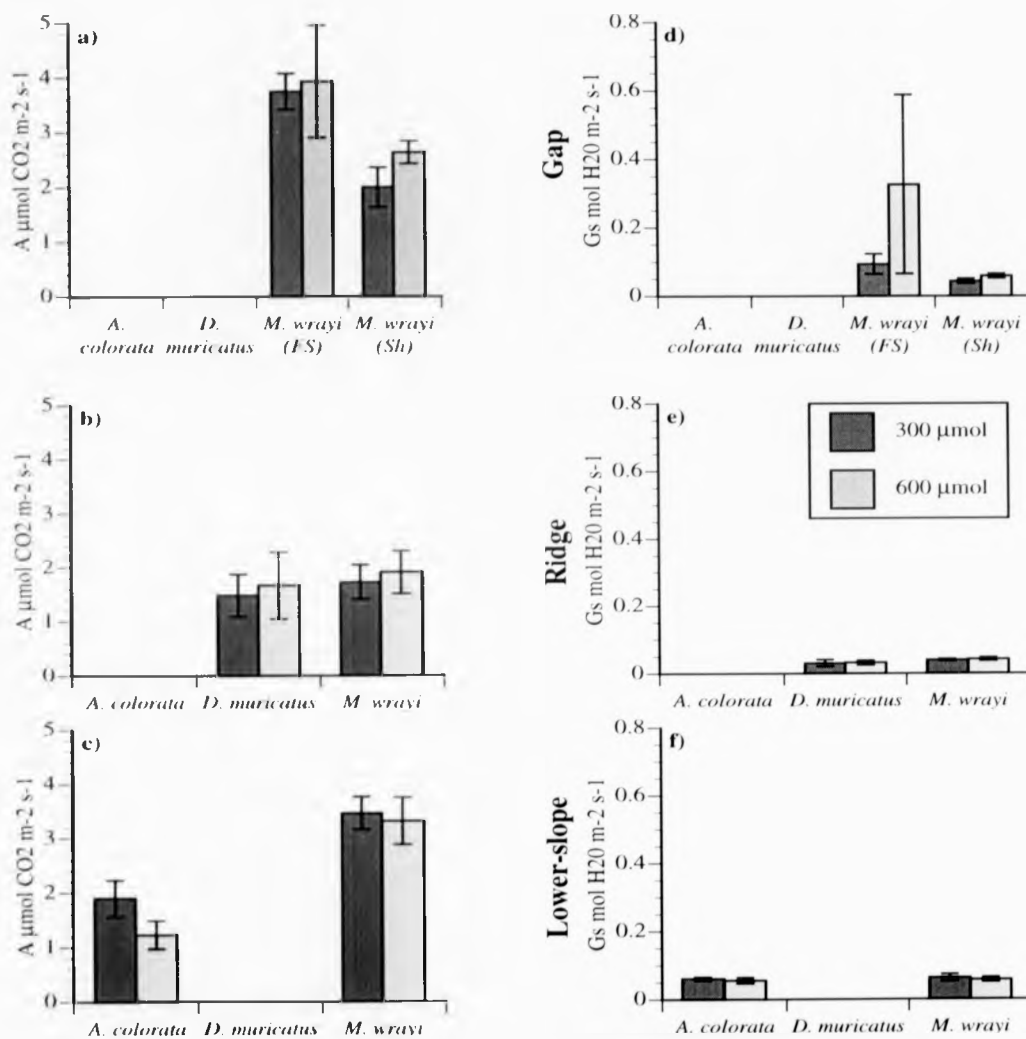 a)
A µmol CO2 m-2 s-1
5
4
3
2
1
0
A. colorata
D. muricatus
M. wrayi (FS)
M. wrayi (Sh)
d)
Gap
Gs mol H20 m-2 s-1
0.8
0.6
0.4
0.2
0
A. colorata
D. muricatus
M. wrayi (FS)
M. wrayi (Sh)
b)
A µmol CO2 m-2 s-1
5
4
3
2
1
0
A. colorata
D. muricatus
M. wrayi
e)
Ridge
Gs mol H20 m-2 s-1
0.8
0.6
0.4
0.2
0
300 µmol
600 µmol
A. colorata
D. muricatus
M. wrayi
c)
A µmol CO2 m-2 s-1
5
4
3
2
1
0
A. colorata
D. muricatus
M. wrayi
f)
Lower-slope
Gs mol H20 m-2 s-1
0.8
0.6
0.4
0.2
0
A. colorata
D. muricatus
M. wrayi